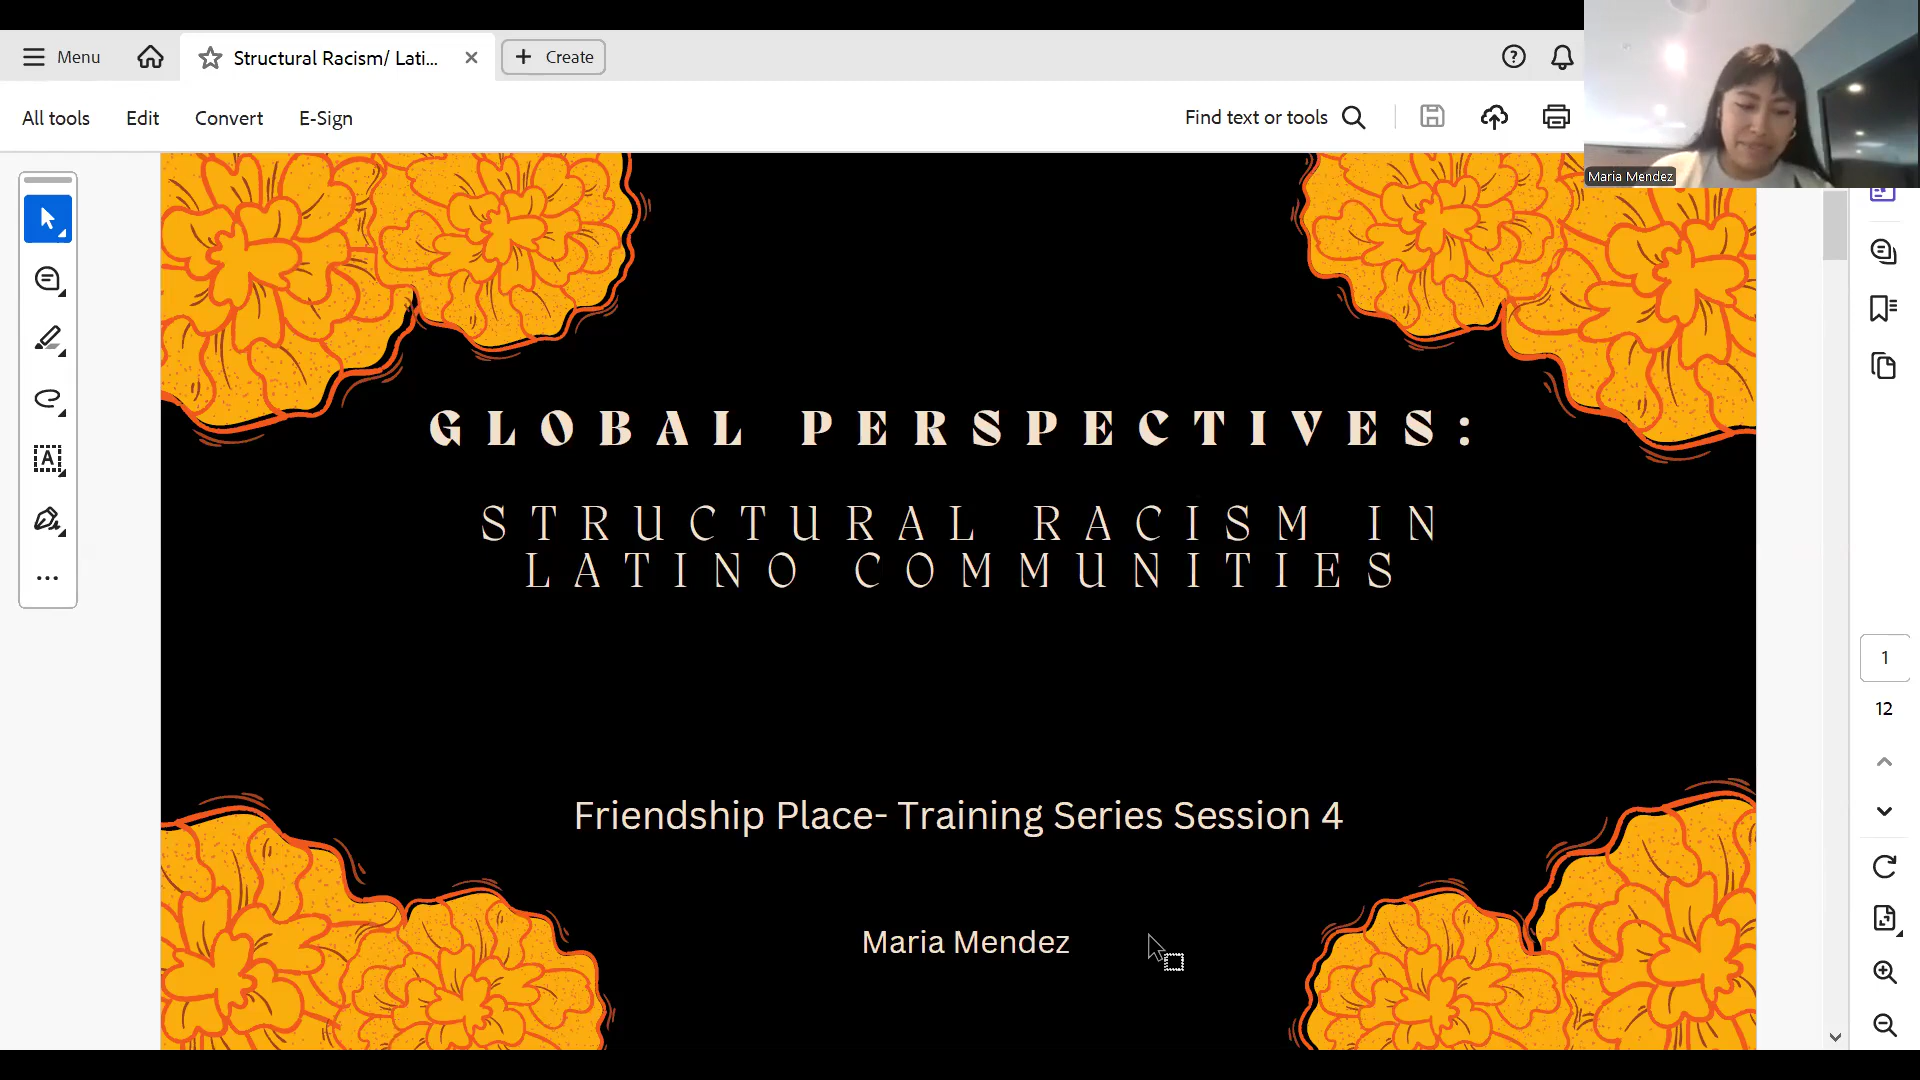 Menu
Structural Racism/ Lati...
Create
All tools
Edit
Convert
E-Sign
Find text or tools
Maria Mendez
GLOBAL PERSPECTIVES:
STRUCTURAL RACISM IN
LATINO COMMUNITIES
Friendship Place- Training Series Session 4
Maria Mendez
1
12